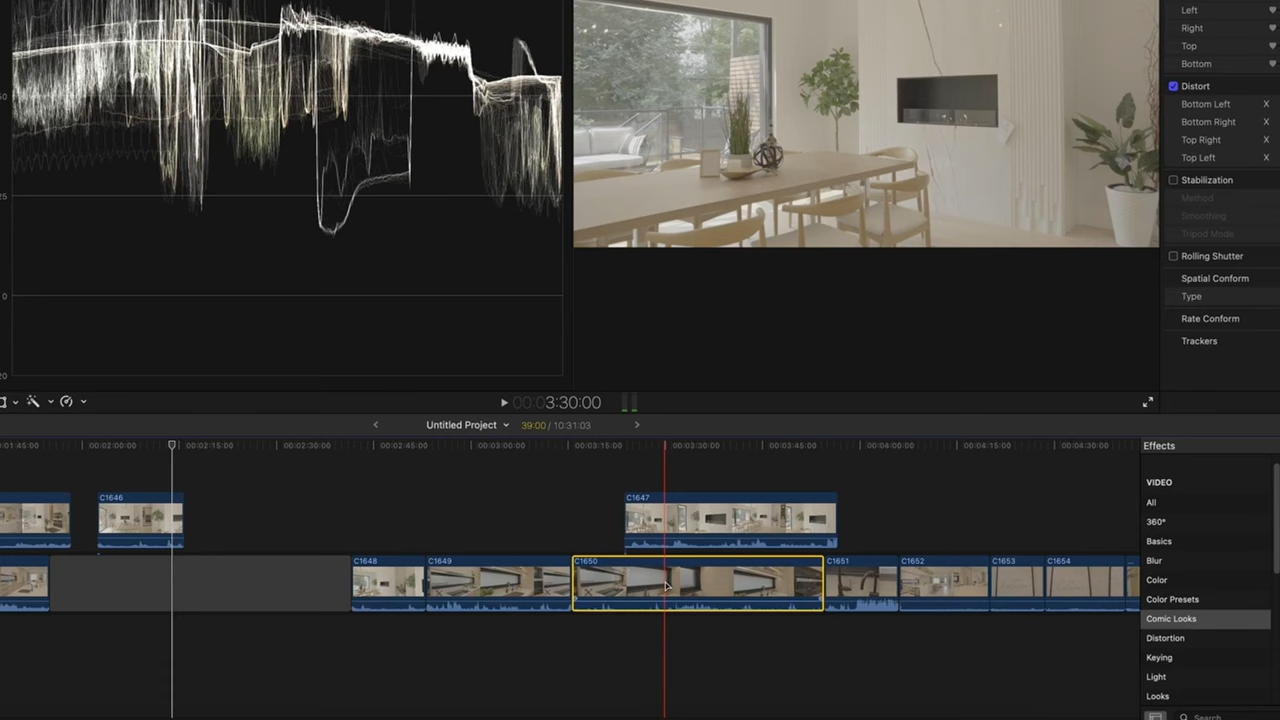 Left
Right
Top
Bottom
Distort
Bottom Left X
Bottom Right X
Top Right X
Top Left X
Stabilization
Method
Smoothing
Tripod Mode
Rolling Shutter
Spatial Conform
Type
Rate Conform
Trackers
50
25
0
20
00:03:30:00
Untitled Project 39:00 / 10:31:03
0:01:45:00 00:02:00:00 00:02:15:00 00:02:30:00 00:02:45:00 00:03:00:00 00:03:15:00 00:03:30:00 00:03:45:00 00:04:00:00 00:04:15:00 00:04:30:00
C1646 C1647
C1648 C1649 C1650 C1651 C1652 C1653 C1654 ...
Effects
VIDEO
All
360°
Basics
Blur
Color
Color Presets
Comic Looks
Distortion
Keying
Light
Looks
Search